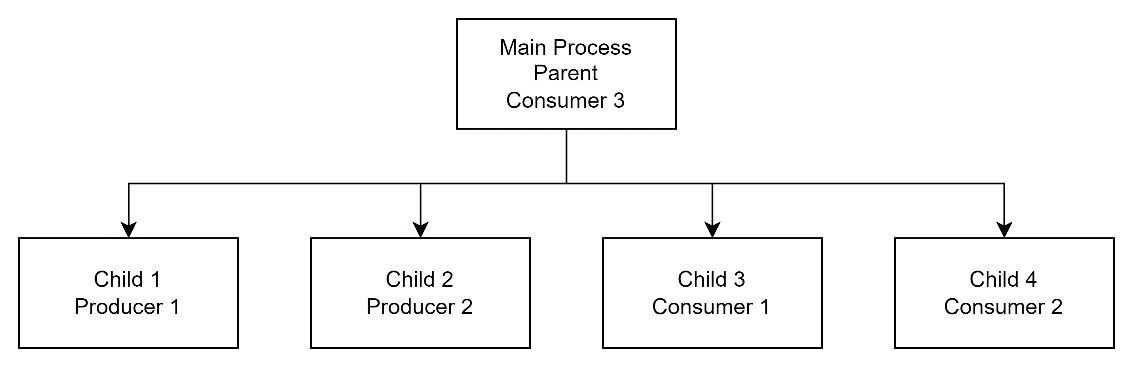 Main Process
Parent
Consumer 3
Child 1
Producer 1
Child 2
Producer 2
Child 3
Consumer 1
Child 4
Consumer 2